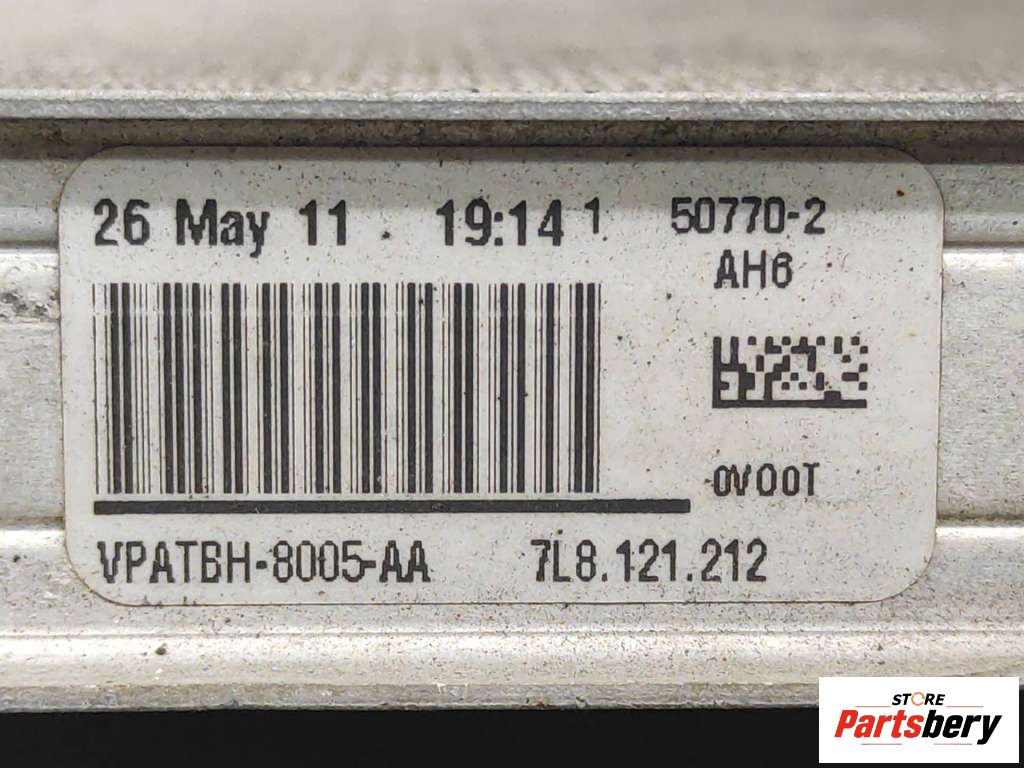 26 May 11 . 19:14 1 50770-2
AH6
0V00T
VPATBH-8005-AA 7L8.121.212
STORE
Partsbery